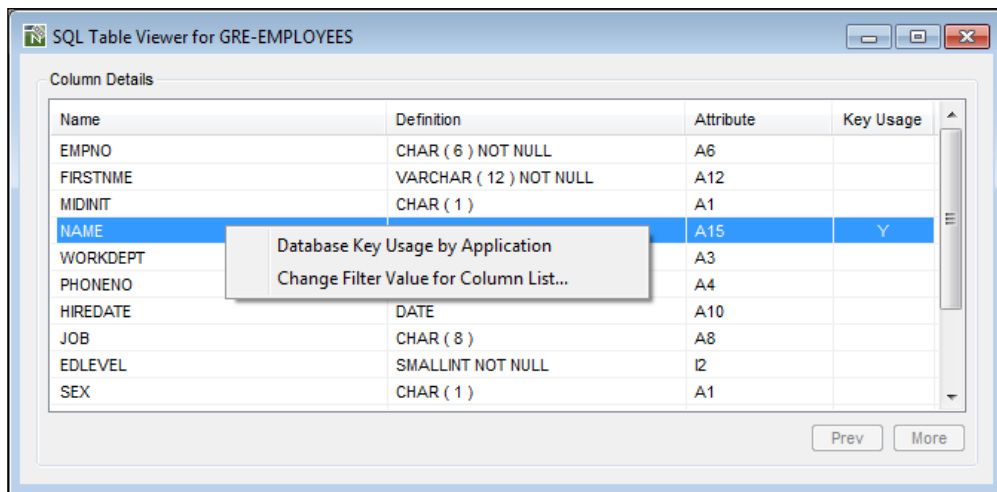 SQL Table Viewer for GRE-EMPLOYEES
Column Details
Name Definition Attribute Key Usage
EMPNO CHAR ( 6 ) NOT NULL A6
FIRSTNME VARCHAR ( 12 ) NOT NULL A12
MIDINIT CHAR ( 1 ) A1
NAME A15 Y
WORKDEPT A3
PHONENO A4
Database Key Usage by Application
Change Filter Value for Column List...
HIREDATE DATE A10
JOB CHAR ( 8 ) A8
EDLEVEL SMALLINT NOT NULL I2
SEX CHAR ( 1 ) A1
Prev More